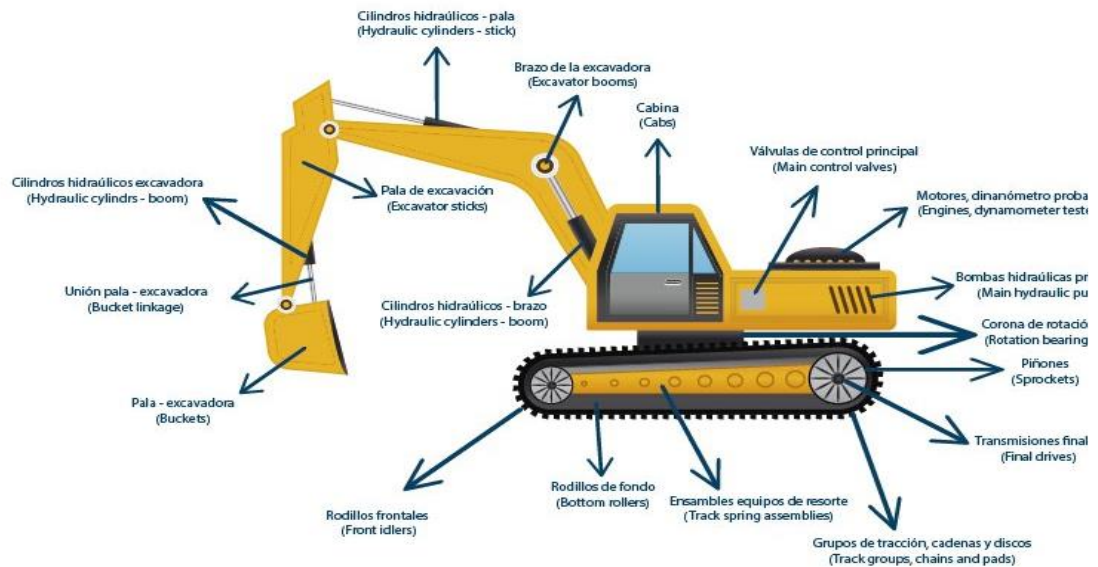 Cilindros hidraúlicos - pala
(Hydraulic cylinders - stick)
Brazo de la excavadora
(Excavator booms)
Cabina
(Cabs)
Válvulas de control principal
(Main control valves)
Motores, dinanómetro proba
(Engines, dynamometer teste
Cilindros hidraúlicos excavadora
(Hydraulic cylindrs - boom)
Pala de excavación
(Excavator sticks)
Unión pala - excavadora
(Bucket linkage)
Cilindros hidraúlicos - brazo
(Hydraulic cylinders - boom)
Bombas hidraúlicas pr
(Main hydraulic pu
Corona de rotació
(Rotation bearing
Piñones
(Sprockets)
Pala - excavadora
(Buckets)
Transmisiones final
(Final drives)
Rodillos de fondo
(Bottom rollers)
Ensambles equipos de resorte
(Track spring assemblies)
Rodillos frontales
(Front idlers)
Grupos de tracción, cadenas y discos
(Track groups, chains and pads)